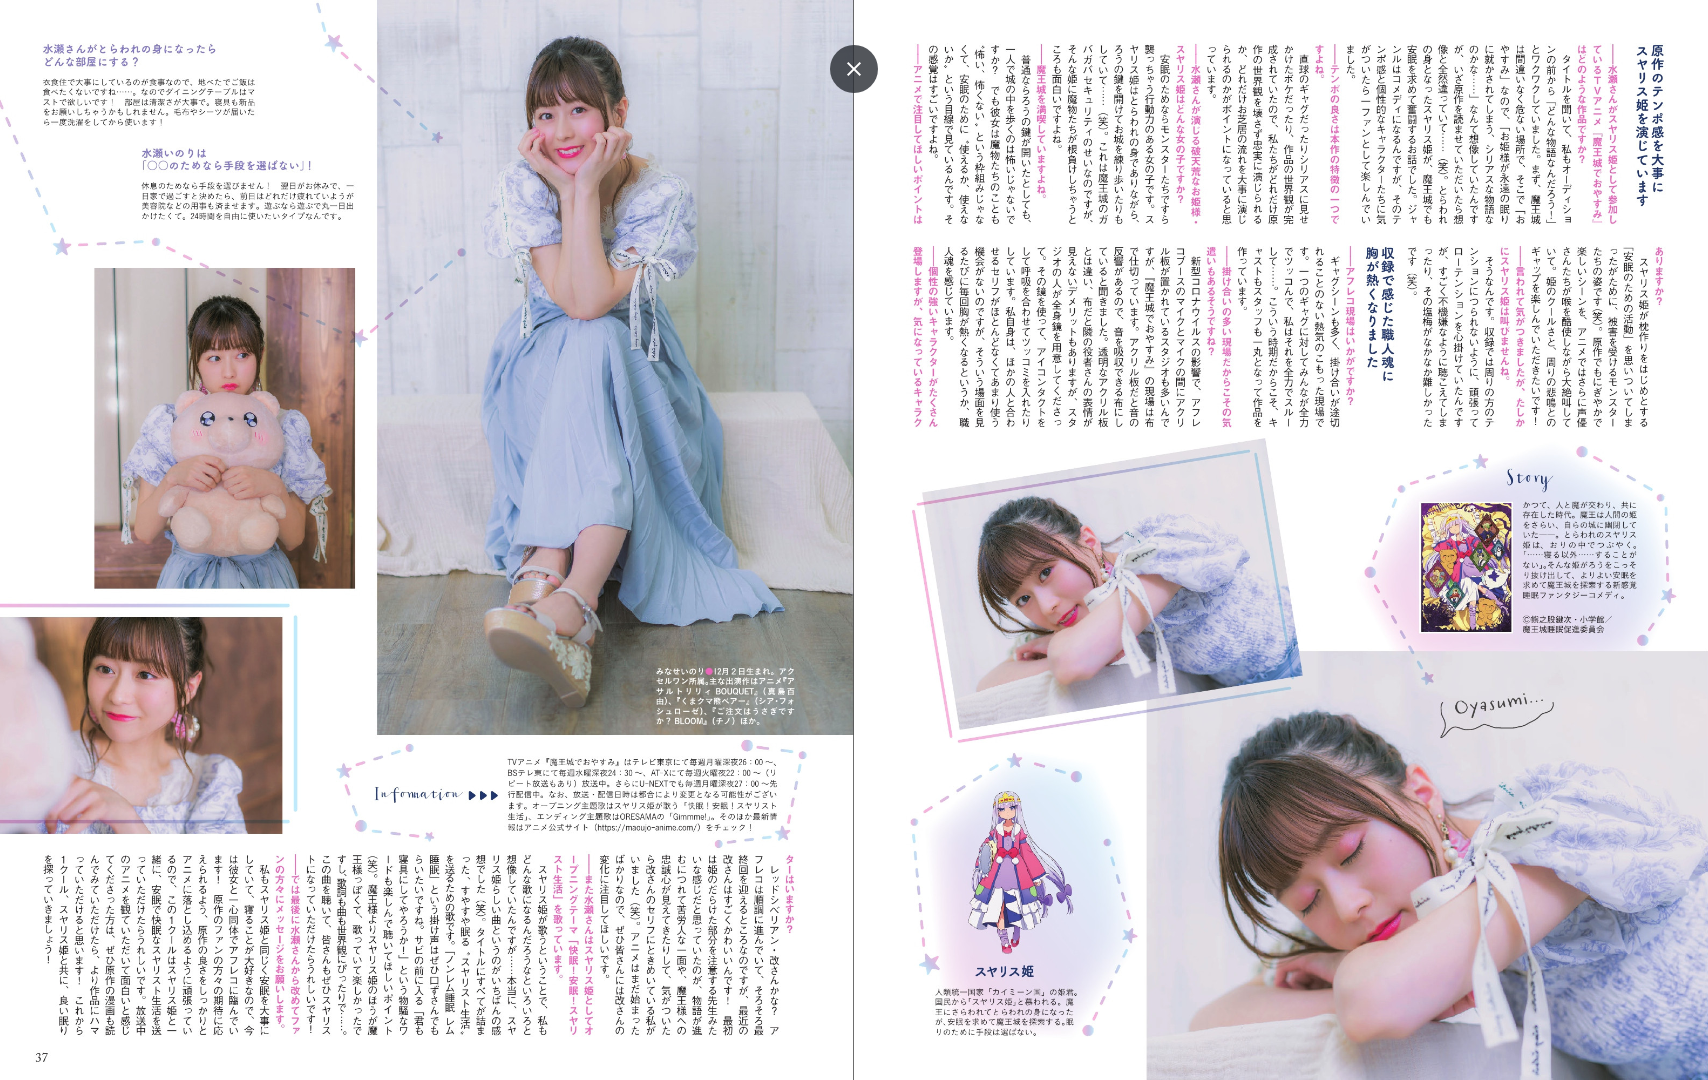 原作のテンポ感を大事に
スヤリス姫を演じています
――水瀬さんがスヤリス姫として参加し
ているTVアニメ『魔王城でおやすみ』
はどのような作品ですか？
タイトルを聞いて、私もオーディショ
ンの前から「どんな物語なんだろう！」
とワクワクしていました。まず、魔王城
は間違いなく危ない場所で、そこで「お
やすみ」なので、「お姫様が永遠の眠り
に就かされてしまう、シリアスな物語な
のかな……」なんて想像していたんです
が、いざ原作を読ませていただいたら想
像と全然違っていて……（笑）。とらわれ
の身となったスヤリス姫が、魔王城でも
安眠を求めて奮闘するお話でした。ジャ
ンルはコメディになるんですが、そのテ
ンポ感と個性的なキャラクターたちに気
がついたら一ファンとして楽しんでい
ました。
――テンポの良さは本作の特徴の一つで
すよね。
直球のギャグだったりシリアスに見せ
かけたボケだったり、作品の世界観が完
成されていたので、私たちがどれだけ原
作の世界観を壊さず忠実に演じられる
か、どれだけお芝居の流れを大事に演じ
られるのかがポイントになっていると思
っています。
――水瀬さんが演じる破天荒なお姫様・
スヤリス姫はどんな女の子ですか？
安眠のためならモンスターたちですら
襲っちゃう行動力のある女の子です。ス
ヤリス姫はとらわれの身でありながら、
ろうの鍵を開けてお城を練り歩いたりも
していて……（笑）。これは魔王城のガ
バガバセキュリティのせいなのですが、
そんな姫に魔物たちが根負けしちゃうと
ころも面白いですよね。
――魔王城を満喫していますよね。
普通ならろうの鍵が開いたとしても、
一人で城の中を歩くのは怖いじゃないで
すか？　でも彼女は魔物たちのことも
“怖い、怖くない”という枠組みじゃな
くて、安眠のために“使えるか、使えな
いか”という目線で見ているんです。そ
の感覚はすごいですよね。
――アニメで注目してほしいポイントは
ありますか？
スヤリス姫が枕作りをはじめとする
「安眠のための活動」を思いついてしま
ったがために、被害を受けるモンスター
たちの姿です（笑）。原作でもにぎやかで
楽しいシーンを、アニメではさらに声優
さんたちが喉を酷使しながら大絶叫して
いて。姫のクールさと、周りの悲鳴との
ギャップを楽しんでいただきたいです！
――言われて気がつきましたが、たしか
にスヤリス姫は叫びませんね。
そうなんです。収録では周りの方のテ
ンションにつられないように、頑張って
ローテンションを心掛けていたんです
が、すごく不機嫌なように聴こえてしま
ったり、その塩梅がなかなか難しかった
です（笑）。
収録で感じた職人魂に
胸が熱くなりました
――アフレコ現場はいかがですか？
ギャグシーンも多く、掛け合いが途切
れることのない熱気のこもった現場で
す。一つのギャグに対してみんなが全力
でツッコんで、私はそれを全力でスルー
して……。こういう時期だからこそ、キ
ャストもスタッフも一丸となって作品を
作っています。
――掛け合いの多い現場だからこその気
遣いもあるそうですね？
新型コロナウイルスの影響で、アフレ
コブースのマイクとマイクの間にアクリ
ル板が置かれているスタジオも多いんで
すが、『魔王城でおやすみ』の現場は布
で仕切っています。アクリル板だと音の
反響があるので、音を吸収できる布にし
ていると聞きました。透明なアクリル板
とは違い、布だと隣の役者さんの表情が
見えないデメリットもありますが、スタ
ジオの人が全身鏡を用意してくださっ
て。その鏡を使って、アイコンタクトを
して呼吸を合わせてツッコミを入れたり
しています。私自身は、ほかの人と合わ
せるセリフがほとんどなくてあまり使う
機会がないのですが、そういう場面を見
るたびに毎回胸が熱くなるというか、職
人魂を感じています。
――個性の強いキャラクターがたくさん
登場しますが、気になっているキャラク
Story
かつて、人と魔が交わり、共に
存在した時代。魔王は人間の姫
をさらい、自らの城に幽閉して
いた――。とらわれのスヤリス
姫は、おりの中でつぶやく。
「……寝る以外……することが
ない」。そんな姫がろうをこっそ
り抜け出して、よりよい安眠を
求めて魔王城を探索する新感覚
睡眠ファンタジーコメディ。
Ⓒ熊之股鍵次・小学館／
魔王城睡眠促進委員会
Oyasumi...
スヤリス姫
人類統一国家「カイミーン国」の姫君。
国民から「スヤリス姫」と慕われる。魔
王にさらわれてとらわれの身になった
が、安眠を求めて魔王城を探索する。眠
りのために手段は選ばない。
水瀬さんがとらわれの身になったら
どんな部屋にする？
衣食住で大事にしているのが食事なので、地べたでご飯は
食べたくないですね……。なのでダイニングテーブルはマ
ストで欲しいです！　部屋は清潔さが大事で。寝具も新品
をお願いしちゃうかもしれません。毛布やシーツが届いた
ら一度洗濯をしてから使います！
水瀬いのりは
「〇〇のためなら手段を選ばない」！
休息のためなら手段を選びません！　翌日がお休みで、一
日家で過ごすと決めたら、前日はどれだけ疲れていようが
美容院などの用事も済ませます。遊ぶなら遊ぶで丸一日出
かけたくて。24時間を自由に使いたいタイプなんです。
みなせいのり●12月2日生まれ。アク
セルワン所属。主な出演作はアニメ『ア
サルトリリィ BOUQUET』（真島百
由）、『くまクマ熊ベアー』（シア・フォ
シュローゼ）、『ご注文はうさぎです
か？ BLOOM』（チノ）ほか。
Infomation
TVアニメ『魔王城でおやすみ』はテレビ東京にて毎週月曜深夜26：00～、
BSテレ東にて毎週水曜深夜24：30～、AT-Xにて毎週火曜夜22：00～（リ
ピート放送もあり）放送中。さらにU-NEXTでも毎週月曜深夜27：00～先
行配信中。なお、放送・配信日時は都合により変更となる可能性がござい
ます。オープニング主題歌はスヤリス姫が歌う「快眠！安眠！スヤリスト
生活」、エンディング主題歌はORESAMAの「Gimmme!」。そのほか最新情
報はアニメ公式サイト（https://maoujo-anime.com/）をチェック！
ターはいますか？
レッドシベリアン・改さんかな？　ア
フレコは順調に進んでいて、そろそろ最
終回を迎えるところなのですが、最近の
改さんはすごくかわいいんです！　最初
は姫のだらけた部分を注意する先生みた
いな感じだと思っていたのが、物語が進
むにつれて苦労人な一面や、魔王様への
忠誠心が見えてきたりして、気がついた
ら改さんのセリフにときめいている私が
いました（笑）。アニメはまだ始まった
ばかりなので、ぜひ皆さんには改さんの
変化に注目してほしいです。
――また水瀬さんはスヤリス姫としてオ
ープニングテーマ「快眠！安眠！スヤリ
スト生活」を歌っています。
スヤリス姫が歌うということで、私も
どんな歌になるんだろうなといろいろと
想像していたんですが……本当に、スヤ
リス姫らしい曲というのがいちばんの感
想でした（笑）。タイトルにすべてが詰ま
った、すやすや眠る“スヤリスト生活”
を送るための歌です。「ノンレム睡眠 レム
睡眠」という掛け声はぜひ口ずさんでも
らいたいですね。サビの前に入る「君も
寝具にしてやろうか！」という物騒なワ
ードも楽しんで聴いてほしいポイント
（笑）。魔王様よりスヤリス姫のほうが魔
王様っぽくて、歌っていて楽しかったで
すし、歌詞も曲も世界観にぴったりで……。
この曲を聴いて、皆さんもぜひスヤリス
トになっていただけたらうれしいです！
――では最後に水瀬さんから改めてファ
ンの方々にメッセージをお願いします。
私もスヤリス姫と同じく安眠を大事に
していて、寝ることが大好きなので、今
は彼女と一心同体でアフレコに臨んでい
ます！　原作のファンの方々の期待に応
えられるよう、原作の良さをしっかりと
アニメに落とし込めるように頑張ってい
るので、この1クールはスヤリス姫と一
緒に、安眠で快眠なスヤリスト生活を送
っていただけたらうれしいです。放送中
のアニメを観ていただいて面白いと感じ
てくださった方は、ぜひ原作の漫画も読
んでみていただけたら、より作品にハマ
っていただけると思います！　これから
1クール、スヤリス姫と共に、良い眠り
を探っていきましょう！
37